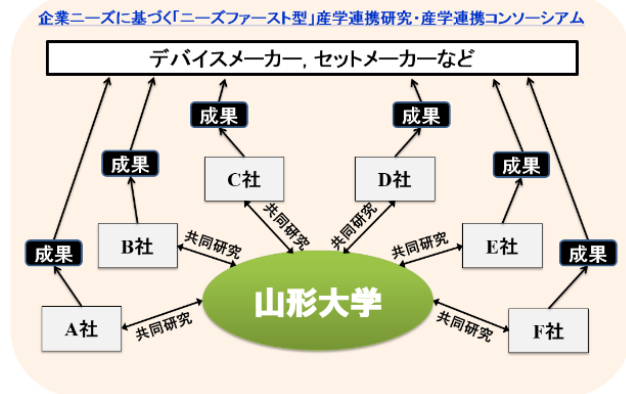 企業ニーズに基づく「ニーズファースト型」産学連携研究・産学連携コンソーシアム
デバイスメーカー，セットメーカーなど
成果
成果
C社
D社
成果
成果
B社
共同研究
共同研究
E社
成果
共同研究
共同研究
成果
山形大学
A社
共同研究
共同研究
F社